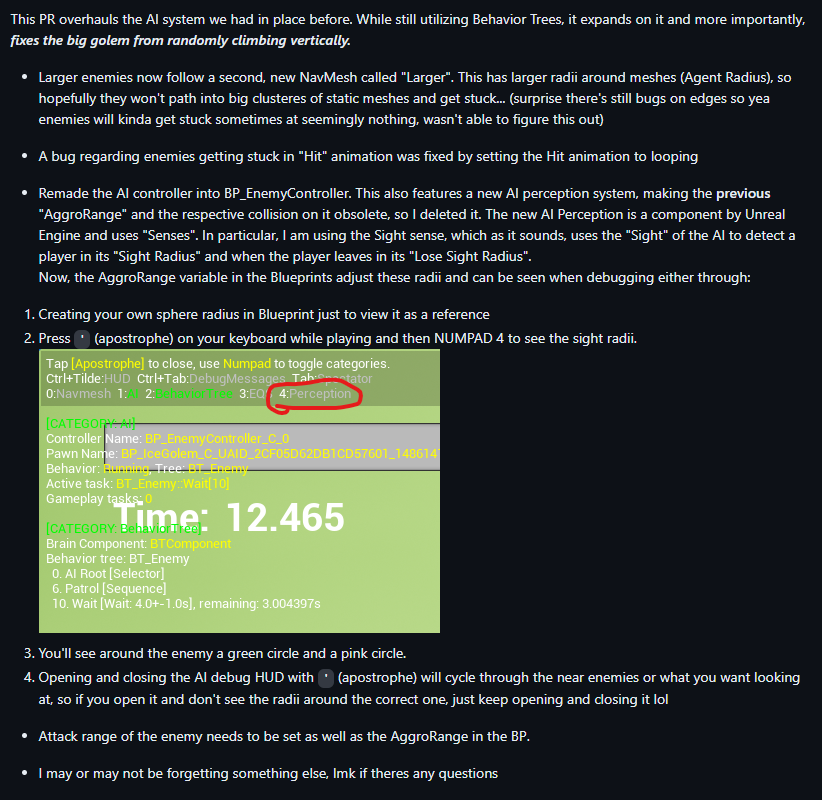 This PR overhauls the AI system we had in place before. While still utilizing Behavior Trees, it expands on it and more importantly,
fixes the big golem from randomly climbing vertically.
• Larger enemies now follow a second, new NavMesh called "Larger". This has larger radii around meshes (Agent Radius), so
hopefully they won't path into big clusteres of static meshes and get stuck... (surprise there's still bugs on edges so yea
enemies will kinda get stuck sometimes at seemingly nothing, wasn't able to figure this out)
• A bug regarding enemies getting stuck in "Hit" animation was fixed by setting the Hit animation to looping
• Remade the AI controller into BP_EnemyController. This also features a new AI perception system, making the previous
"AggroRange" and the respective collision on it obsolete, so I deleted it. The new AI Perception is a component by Unreal
Engine and uses "Senses". In particular, I am using the Sight sense, which as it sounds, uses the "Sight" of the AI to detect a
player in its "Sight Radius" and when the player leaves in its "Lose Sight Radius".
Now, the AggroRange variable in the Blueprints adjust these radii and can be seen when debugging either through:
1. Creating your own sphere radius in Blueprint just to view it as a reference
2. Press ' (apostrophe) on your keyboard while playing and then NUMPAD 4 to see the sight radii.
Tap [Apostrophe] to close, use Numpad to toggle categories.
Ctrl+Tilde:HUD Ctrl+Tab:DebugMessages Tab:Spectator
0:Navmesh 1:AI 2:BehaviorTree 3:EQS 4:Perception
[CATEGORY: AI]
Controller Name: BP_EnemyController_C_0
Pawn Name: BP_IceGolem_C_UAID_2CF05D62DB1CD57601_148614
Behavior: Running, Tree: BT_Enemy
Active task: BT_Enemy::Wait[10]
Gameplay tasks: 0
Time: 12.465
[CATEGORY: BehaviorTree]
Brain Component: BTComponent
Behavior tree: BT_Enemy
0. AI Root [Selector]
6. Patrol [Sequence]
10. Wait [Wait: 4.0+-1.0s], remaining: 3.004397s
3. You'll see around the enemy a green circle and a pink circle.
4. Opening and closing the AI debug HUD with ' (apostrophe) will cycle through the near enemies or what you want looking
at, so if you open it and don't see the radii around the correct one, just keep opening and closing it lol
• Attack range of the enemy needs to be set as well as the AggroRange in the BP.
• I may or may not be forgetting something else, lmk if theres any questions